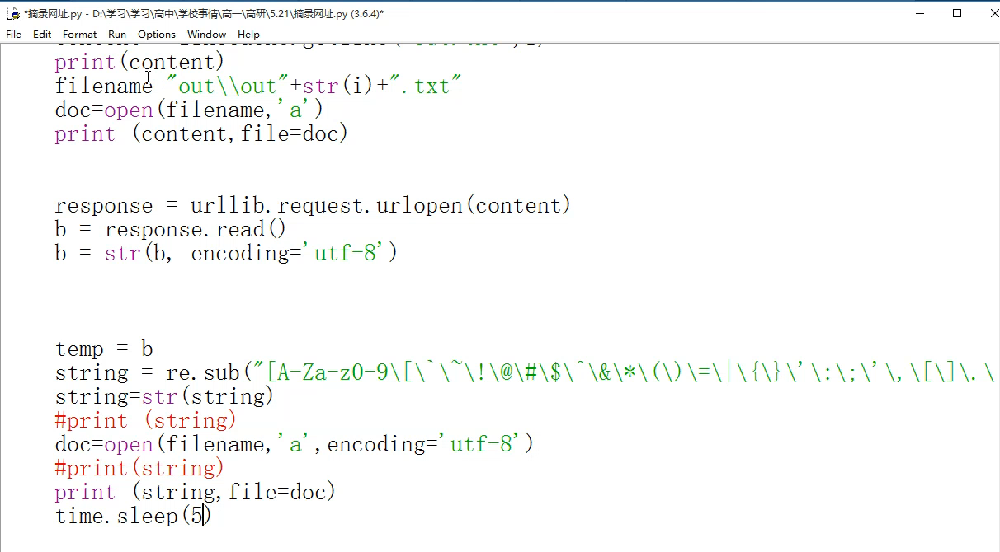 *摘录网址.py - D:\学习\学习\高中\学校事情\高一\高研\5.21\摘录网址.py (3.6.4)*
File Edit Format Run Options Window Help
print(content)
filename="out\\out"+str(i)+".txt"
doc=open(filename,'a')
print (content,file=doc)
response = urllib.request.urlopen(content)
b = response.read()
b = str(b, encoding='utf-8')
temp = b
string = re.sub("[A-Za-z0-9\[\`\~\!\@\#\$\^\&\*\(\)\=\|\{\}\'\:\;\'\,\[\]\.\
string=str(string)
#print (string)
doc=open(filename,'a',encoding='utf-8')
#print(string)
print (string,file=doc)
time.sleep(5)